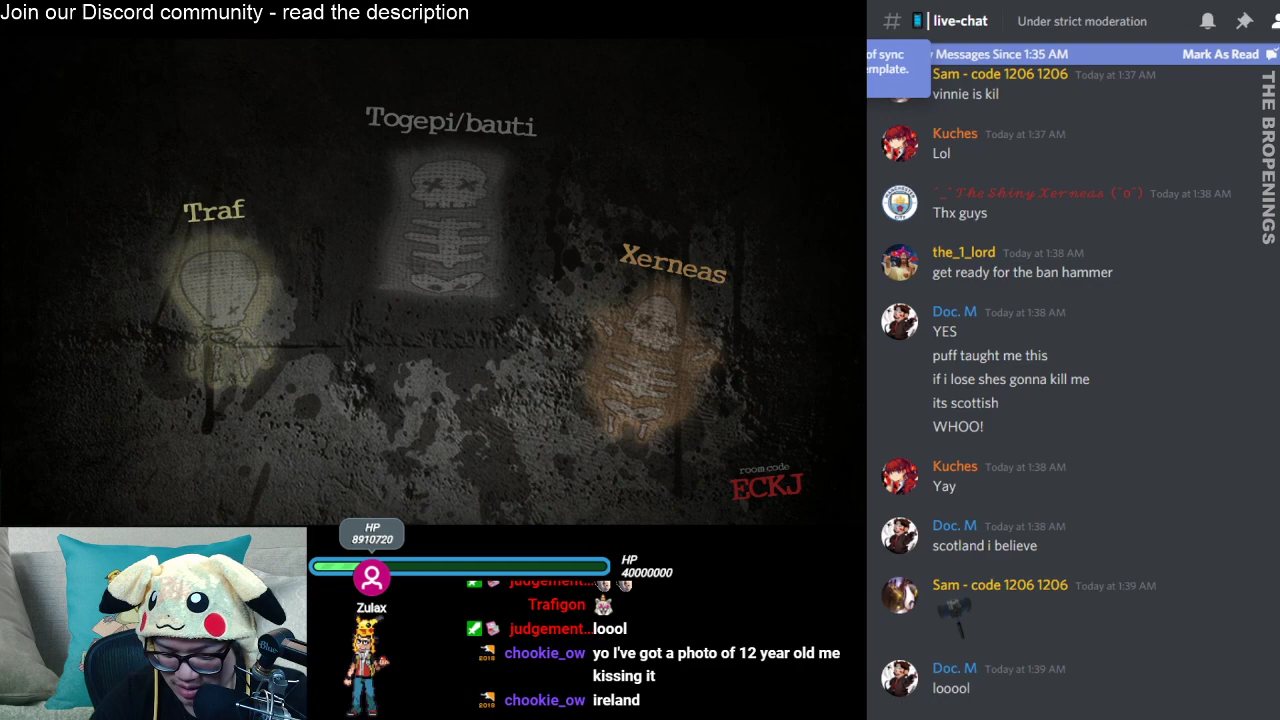 Join our Discord community - read the description
Togepi/bauti
Traf
Xerneas
room code
ECKJ
HP
8910720
HP
40000000
Zulax
judgement...
Trafigon
judgement... loool
chookie_ow yo I've got a photo of 12 year old me
kissing it
chookie_ow ireland
# | live-chat Under strict moderation
of sync
Messages Since 1:35 AM Mark As Read
Sam - code 1206 1206 Today at 1:37 AM
vinnie is kil
Kuches Today at 1:37 AM
Lol
The Shiny Xerneas Today at 1:38 AM
Thx guys
the_1_lord Today at 1:38 AM
get ready for the ban hammer
Doc. M Today at 1:38 AM
YES
puff taught me this
if i lose shes gonna kill me
its scottish
WHOO!
Kuches Today at 1:38 AM
Yay
Doc. M Today at 1:38 AM
scotland i believe
Sam - code 1206 1206 Today at 1:39 AM
Doc. M Today at 1:39 AM
looool
THE BROPENINGS